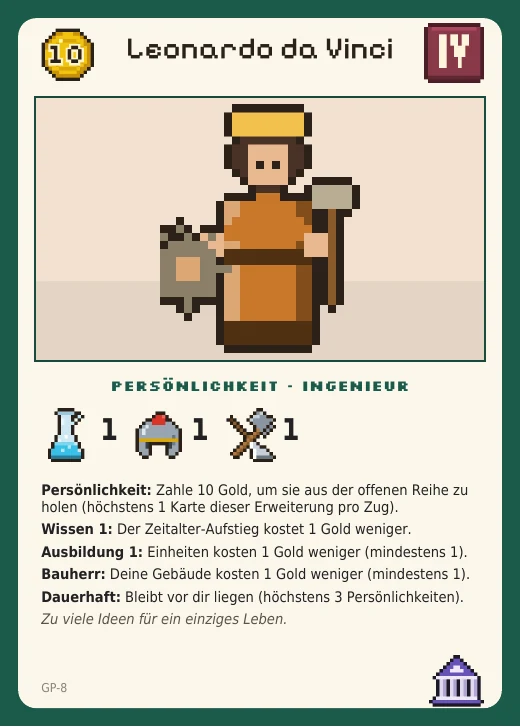 10
Leonardo da Vinci
IV
PERSÖNLICHKEIT - INGENIEUR
1 1 1
Persönlichkeit: Zahle 10 Gold, um sie aus der offenen Reihe zu
holen (höchstens 1 Karte dieser Erweiterung pro Zug).
Wissen 1: Der Zeitalter-Aufstieg kostet 1 Gold weniger.
Ausbildung 1: Einheiten kosten 1 Gold weniger (mindestens 1).
Bauherr: Deine Gebäude kosten 1 Gold weniger (mindestens 1).
Dauerhaft: Bleibt vor dir liegen (höchstens 3 Persönlichkeiten).
Zu viele Ideen für ein einziges Leben.
GP-8